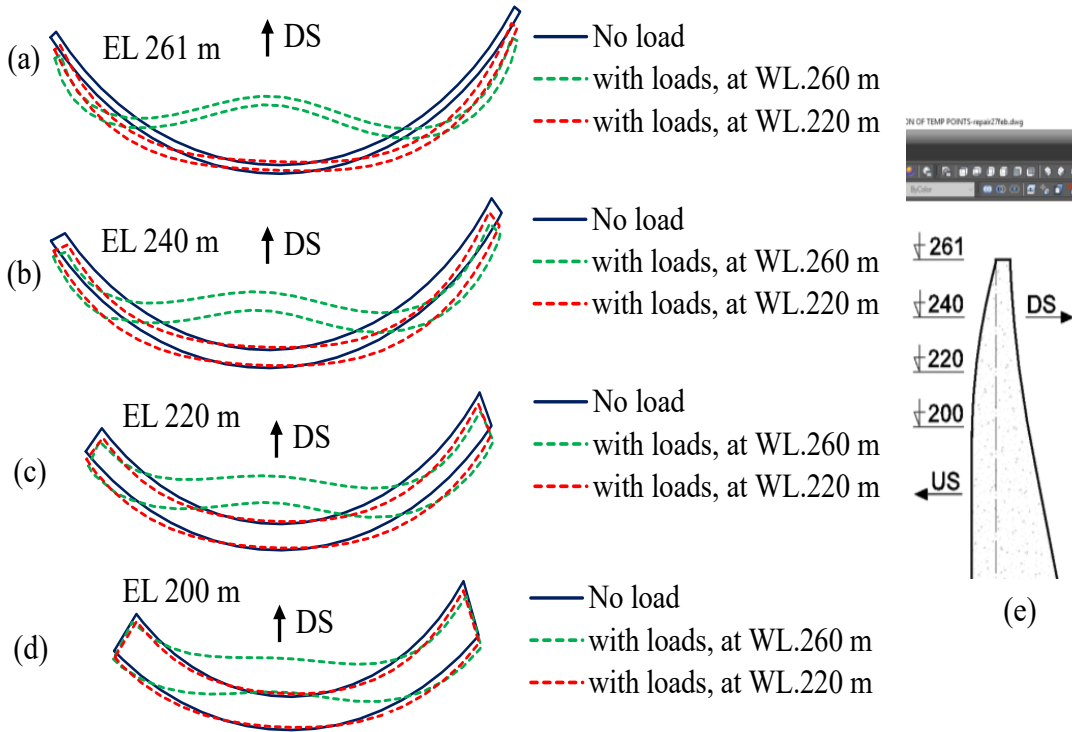 (a)
EL 261 m
DS
No load
with loads, at WL.260 m
with loads, at WL.220 m
(b)
EL 240 m
DS
No load
with loads, at WL.260 m
with loads, at WL.220 m
(c)
EL 220 m
DS
No load
with loads, at WL.260 m
with loads, at WL.220 m
(d)
EL 200 m
DS
No load
with loads, at WL.260 m
with loads, at WL.220 m
ON OF TEMP POINTS-repair27feb.dwg
ByColor
261
240
DS
220
200
US
(e)